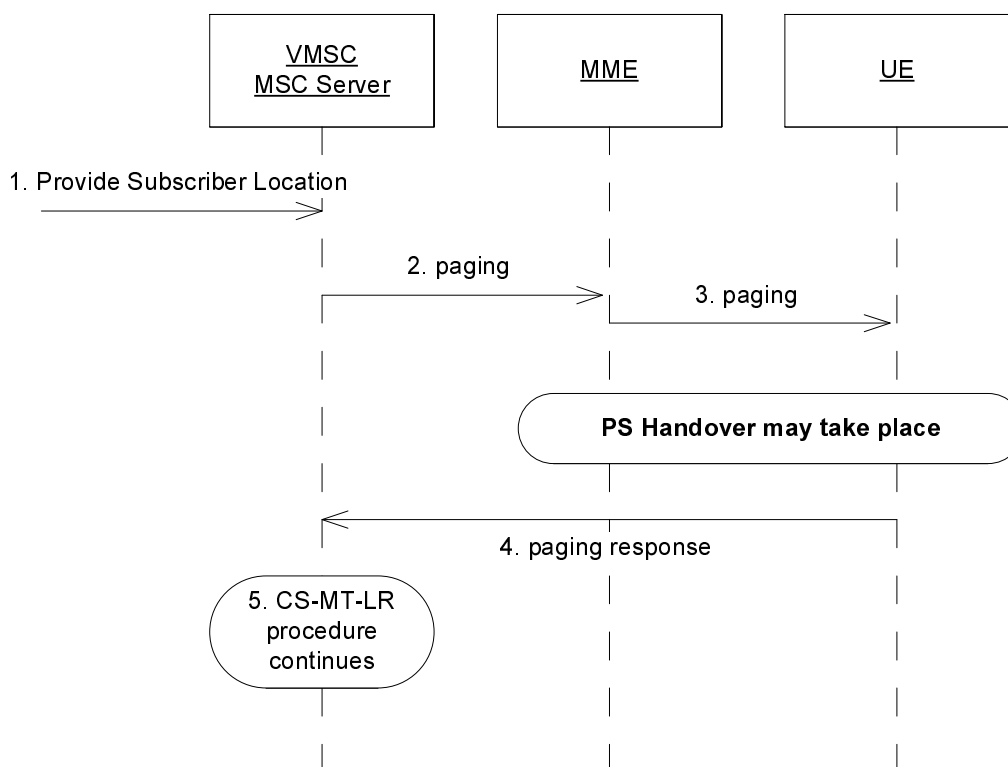 VMSC
MSC Server
MME
UE
1. Provide Subscriber Location
2. paging
3. paging
PS Handover may take place
4. paging response
5. CS-MT-LR
procedure
continues